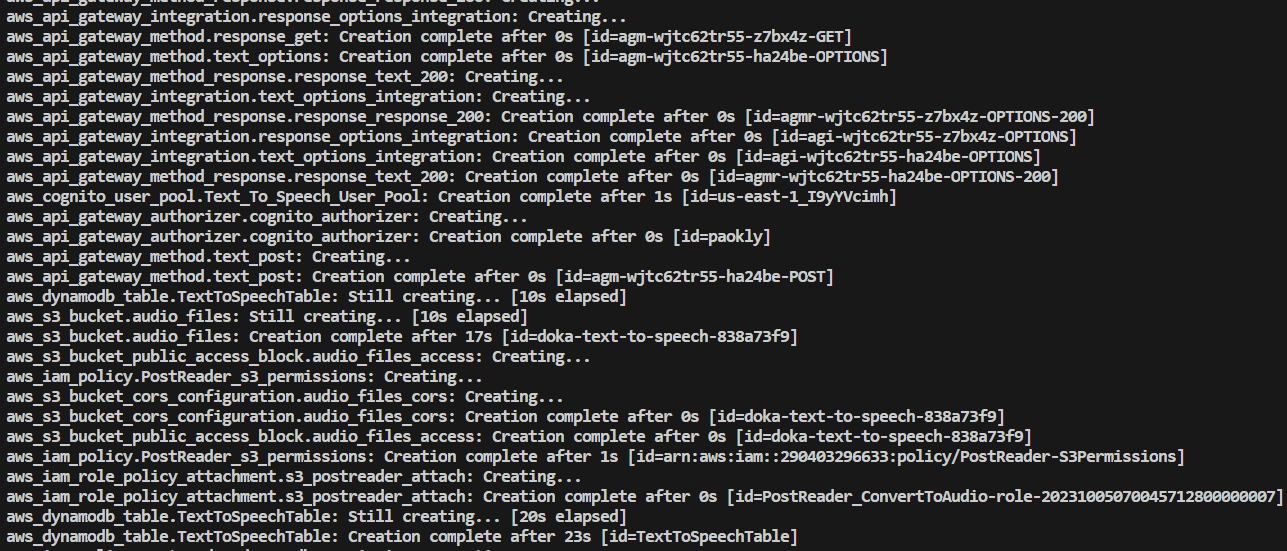 aws_api_gateway_integration.response_options_integration: Creating...
aws_api_gateway_method.response_get: Creation complete after 0s [id=agm-wjtc62tr55-z7bx4z-GET]
aws_api_gateway_method.text_options: Creation complete after 0s [id=agm-wjtc62tr55-ha24be-OPTIONS]
aws_api_gateway_method_response.response_text_200: Creating...
aws_api_gateway_integration.text_options_integration: Creating...
aws_api_gateway_method_response.response_response_200: Creation complete after 0s [id=agmr-wjtc62tr55-z7bx4z-OPTIONS-200]
aws_api_gateway_integration.response_options_integration: Creation complete after 0s [id=agi-wjtc62tr55-z7bx4z-OPTIONS]
aws_api_gateway_integration.text_options_integration: Creation complete after 0s [id=agi-wjtc62tr55-ha24be-OPTIONS]
aws_api_gateway_method_response.response_text_200: Creation complete after 0s [id=agmr-wjtc62tr55-ha24be-OPTIONS-200]
aws_cognito_user_pool.Text_To_Speech_User_Pool: Creation complete after 1s [id=us-east-1_I9yYVcimh]
aws_api_gateway_authorizer.cognito_authorizer: Creating...
aws_api_gateway_authorizer.cognito_authorizer: Creation complete after 0s [id=paokly]
aws_api_gateway_method.text_post: Creating...
aws_api_gateway_method.text_post: Creation complete after 0s [id=agm-wjtc62tr55-ha24be-POST]
aws_dynamodb_table.TextToSpeechTable: Still creating... [10s elapsed]
aws_s3_bucket.audio_files: Still creating... [10s elapsed]
aws_s3_bucket.audio_files: Creation complete after 17s [id=doka-text-to-speech-838a73f9]
aws_s3_bucket_public_access_block.audio_files_access: Creating...
aws_iam_policy.PostReader_s3_permissions: Creating...
aws_s3_bucket_cors_configuration.audio_files_cors: Creating...
aws_s3_bucket_cors_configuration.audio_files_cors: Creation complete after 0s [id=doka-text-to-speech-838a73f9]
aws_s3_bucket_public_access_block.audio_files_access: Creation complete after 0s [id=doka-text-to-speech-838a73f9]
aws_iam_policy.PostReader_s3_permissions: Creation complete after 1s [id=arn:aws:iam::290403296633:policy/PostReader-S3Permissions]
aws_iam_role_policy_attachment.s3_postreader_attach: Creating...
aws_iam_role_policy_attachment.s3_postreader_attach: Creation complete after 0s [id=PostReader_ConvertToAudio-role-20231005070045712800000007]
aws_dynamodb_table.TextToSpeechTable: Still creating... [20s elapsed]
aws_dynamodb_table.TextToSpeechTable: Creation complete after 23s [id=TextToSpeechTable]